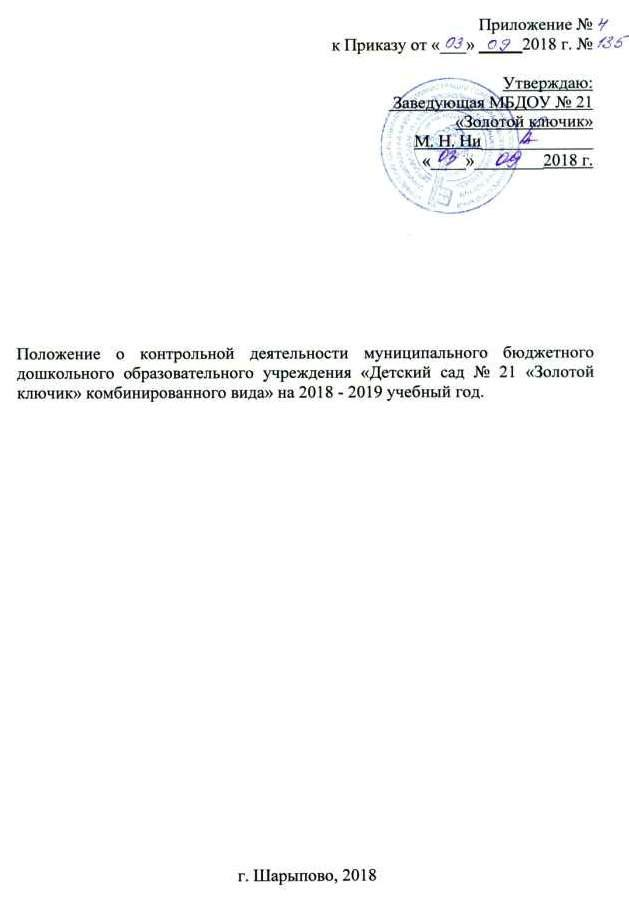 Приложение № 4
к Приказу от «03» 09 2018 г. № 135
Утверждаю:
Заведующая МБДОУ № 21
«Золотой ключик»
М. Н. Ни
«03» 09 2018 г.
Положение о контрольной деятельности муниципального бюджетного
дошкольного образовательного учреждения «Детский сад № 21 «Золотой
ключик» комбинированного вида» на 2018 - 2019 учебный год.
г. Шарыпово, 2018